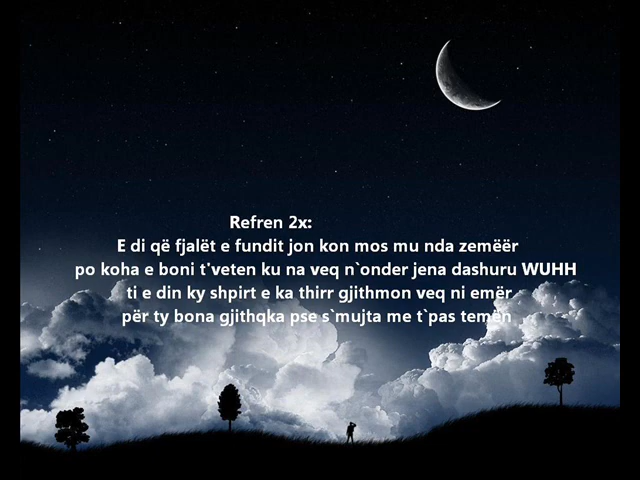 Refren 2x:
E di që fjalët e fundit jon kon mos mu nda zemëër
po koha e boni t'veten ku na veq n`onder jena dashuru WUHH
ti e din ky shpirt e ka thirr gjithmon veq ni emër
për ty bona gjithqka pse s`mujta me t`pas temën